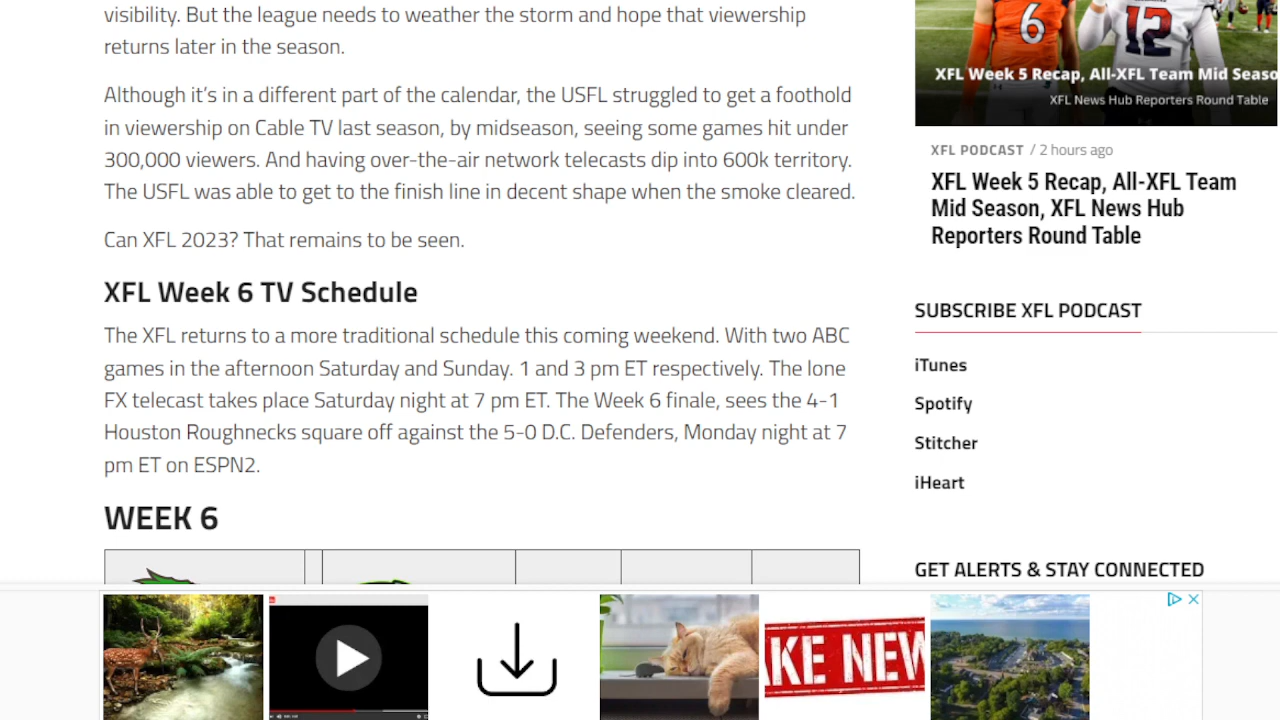 visibility. But the league needs to weather the storm and hope that viewership
returns later in the season.
Although it’s in a different part of the calendar, the USFL struggled to get a foothold
in viewership on Cable TV last season, by midseason, seeing some games hit under
300,000 viewers. And having over-the-air network telecasts dip into 600k territory.
The USFL was able to get to the finish line in decent shape when the smoke cleared.
Can XFL 2023? That remains to be seen.
XFL Week 6 TV Schedule
The XFL returns to a more traditional schedule this coming weekend. With two ABC
games in the afternoon Saturday and Sunday. 1 and 3 pm ET respectively. The lone
FX telecast takes place Saturday night at 7 pm ET. The Week 6 finale, sees the 4-1
Houston Roughnecks square off against the 5-0 D.C. Defenders, Monday night at 7
pm ET on ESPN2.
WEEK 6
6
12
XFL Week 5 Recap, All-XFL Team Mid Seaso
XFL News Hub Reporters Round Table
XFL PODCAST / 2 hours ago
XFL Week 5 Recap, All-XFL Team
Mid Season, XFL News Hub
Reporters Round Table
SUBSCRIBE XFL PODCAST
iTunes
Spotify
Stitcher
iHeart
GET ALERTS & STAY CONNECTED
AKE NEW